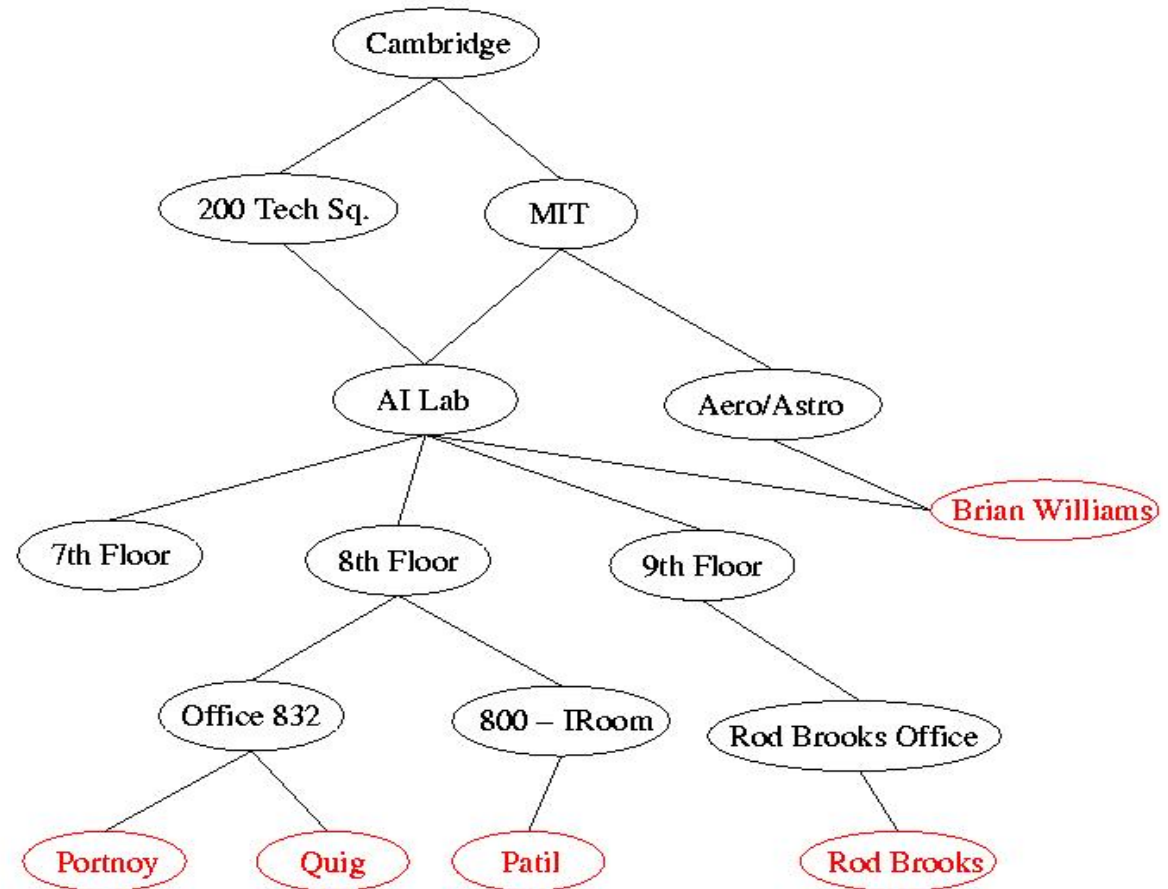 Cambridge
200 Tech Sq.
MIT
AI Lab
Aero/Astro
Brian Williams
7th Floor
8th Floor
9th Floor
Office 832
800 – IRoom
Rod Brooks Office
Portnoy
Quig
Patil
Rod Brooks